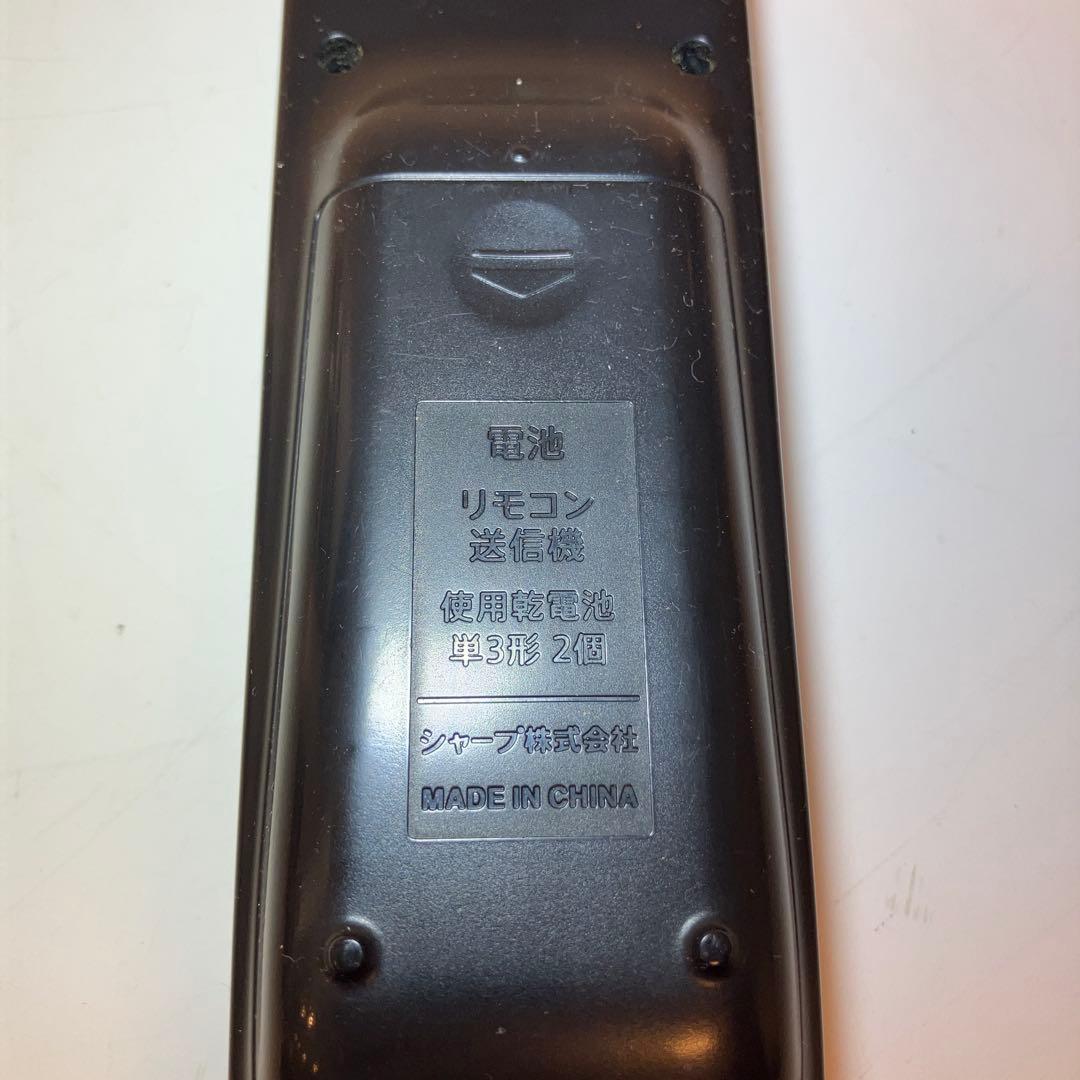 電池
リモコン
送信機
使用乾電池
単3形 2個
シャープ株式会社
MADE IN CHINA